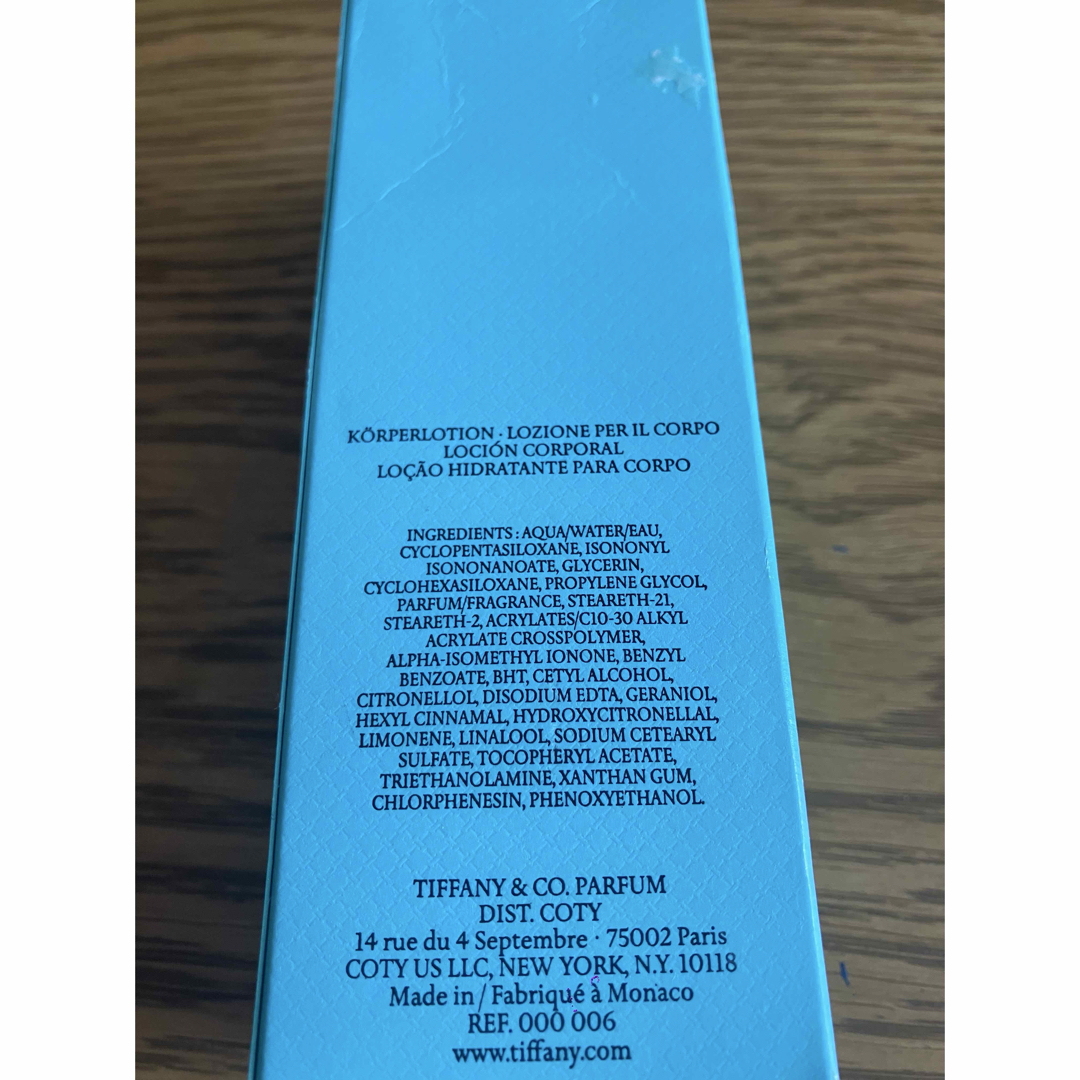 KÖRPERLOTION · LOZIONE PER IL CORPO
LOCIÓN CORPORAL
LOÇÃO HIDRATANTE PARA CORPO
INGREDIENTS : AQUA/WATER/EAU,
CYCLOPENTASILOXANE, ISONONYL
ISONONANOATE, GLYCERIN,
CYCLOHEXASILOXANE, PROPYLENE GLYCOL,
PARFUM/FRAGRANCE, STEARETH-21,
STEARETH-2, ACRYLATES/C10-30 ALKYL
ACRYLATE CROSSPOLYMER,
ALPHA-ISOMETHYL IONONE, BENZYL
BENZOATE, BHT, CETYL ALCOHOL,
CITRONELLOL, DISODIUM EDTA, GERANIOL,
HEXYL CINNAMAL, HYDROXYCITRONELLAL,
LIMONENE, LINALOOL, SODIUM CETEARYL
SULFATE, TOCOPHERYL ACETATE,
TRIETHANOLAMINE, XANTHAN GUM,
CHLORPHENESIN, PHENOXYETHANOL.
TIFFANY & CO. PARFUM
DIST. COTY
14 rue du 4 Septembre · 75002 Paris
COTY US LLC, NEW YORK, N.Y. 10118
Made in / Fabriqué à Monaco
REF. 000 006
www.tiffany.com